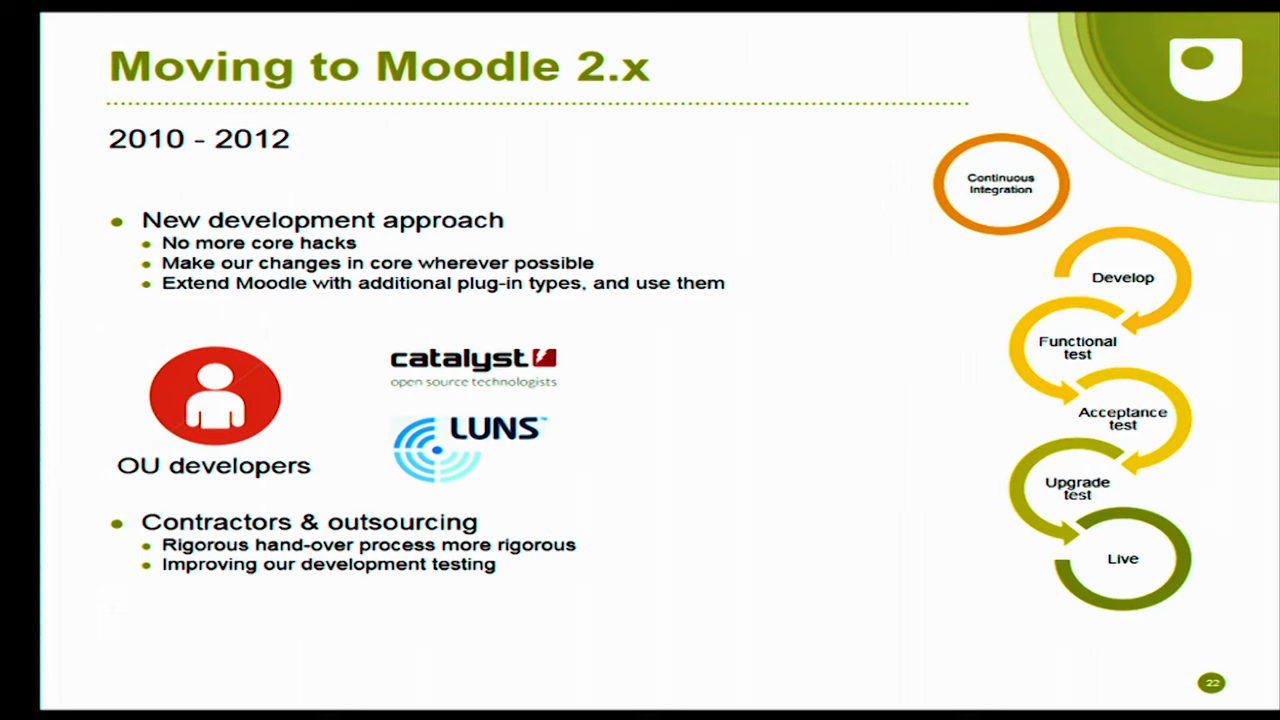 Moving to Moodle 2.x
2010 - 2012
New development approach
No more core hacks
Make our changes in core wherever possible
Extend Moodle with additional plug-in types, and use them
catalyst
open source technologists
LUNS™
OU developers
Contractors & outsourcing
Rigorous hand-over process more rigorous
Improving our development testing
Continuous
Integration
Develop
Functional
test
Acceptance
test
Upgrade
test
Live
22